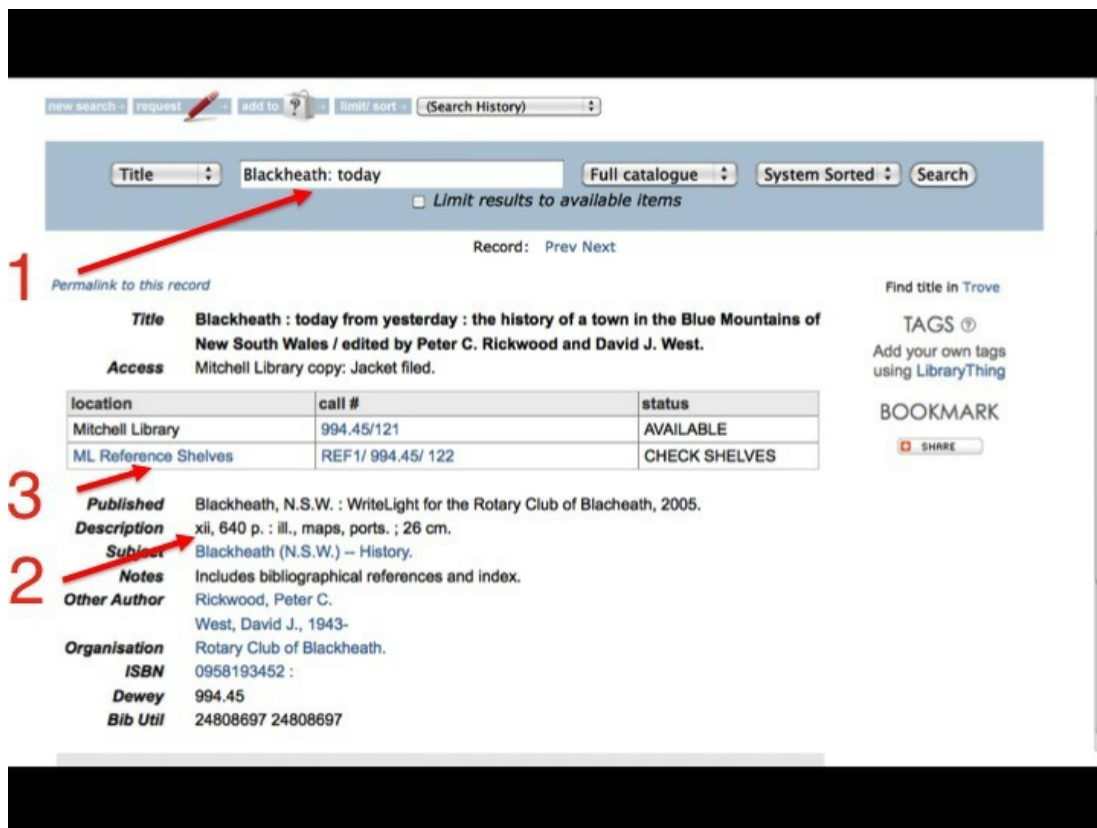 new search request add to limit/ sort (Search History)
Title Blackheath: today Full catalogue System Sorted Search
Limit results to available items
Record: Prev Next
1
Permalink to this record
Find title in Trove
Title Blackheath : today from yesterday : the history of a town in the Blue Mountains of
New South Wales / edited by Peter C. Rickwood and David J. West.
Access Mitchell Library copy: Jacket filed.
TAGS ?
Add your own tags
using LibraryThing
BOOKMARK
SHARE
location call # status
Mitchell Library 994.45/121 AVAILABLE
ML Reference Shelves REF1/ 994.45/ 122 CHECK SHELVES
3
Published Blackheath, N.S.W. : WriteLight for the Rotary Club of Blacheath, 2005.
Description xii, 640 p. : ill., maps, ports. ; 26 cm.
Subject Blackheath (N.S.W.) -- History.
2
Notes Includes bibliographical references and index.
Other Author Rickwood, Peter C.
West, David J., 1943-
Organisation Rotary Club of Blackheath.
ISBN 0958193452 :
Dewey 994.45
Bib Util 24808697 24808697